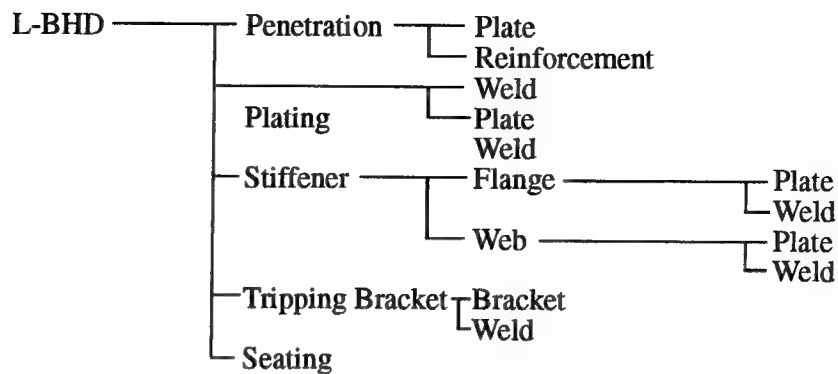 L-BHD Penetration Plate
Reinforcement
Weld
Plating Plate
Weld
Stiffener Flange Plate
Weld
Web Plate
Weld
Tripping Bracket Bracket
Weld
Seating